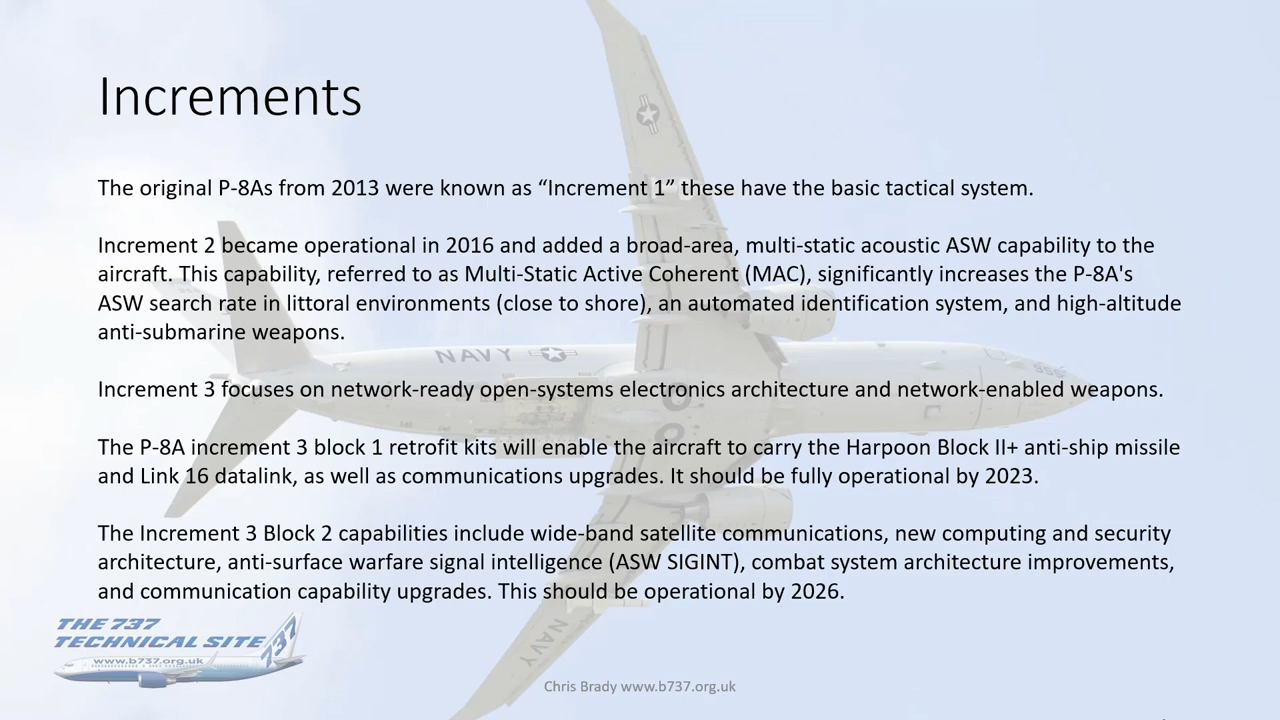 Increments
The original P-8As from 2013 were known as “Increment 1” these have the basic tactical system.
Increment 2 became operational in 2016 and added a broad-area, multi-static acoustic ASW capability to the
aircraft. This capability, referred to as Multi-Static Active Coherent (MAC), significantly increases the P-8A's
ASW search rate in littoral environments (close to shore), an automated identification system, and high-altitude
anti-submarine weapons.
NAVY
Increment 3 focuses on network-ready open-systems electronics architecture and network-enabled weapons.
The P-8A increment 3 block 1 retrofit kits will enable the aircraft to carry the Harpoon Block II+ anti-ship missile
and Link 16 datalink, as well as communications upgrades. It should be fully operational by 2023.
The Increment 3 Block 2 capabilities include wide-band satellite communications, new computing and security
architecture, anti-surface warfare signal intelligence (ASW SIGINT), combat system architecture improvements,
and communication capability upgrades. This should be operational by 2026.
THE 737
TECHNICAL SITE
737
www.b737.org.uk
NAVY
Chris Brady www.b737.org.uk